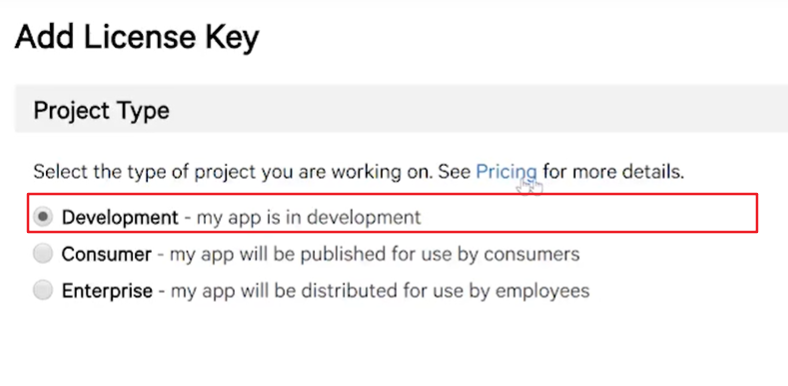 Add License Key
Project Type
Select the type of project you are working on. See Pricing for more details.
Development - my app is in development
Consumer - my app will be published for use by consumers
Enterprise - my app will be distributed for use by employees